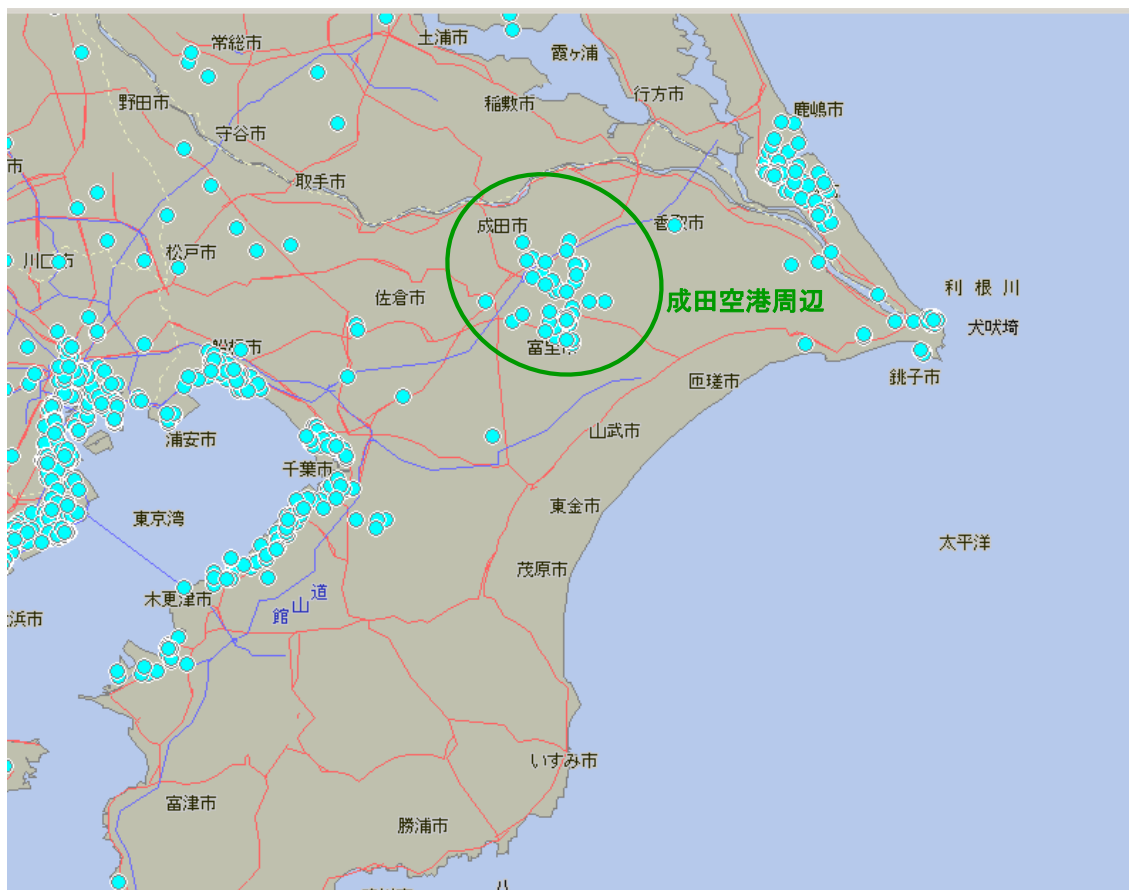 常総市
土浦市
霞ヶ浦
野田市
守谷市
稲敷市
行方市
鹿嶋市
市
取手市
成田市
香取市
川口市
松戸市
佐倉市
成田空港周辺
利根川
犬吠埼
船橋市
富里市
匝瑳市
銚子市
浦安市
山武市
千葉市
東京湾
東金市
太平洋
茂原市
木更津市
館山道
浜市
いすみ市
富津市
勝浦市